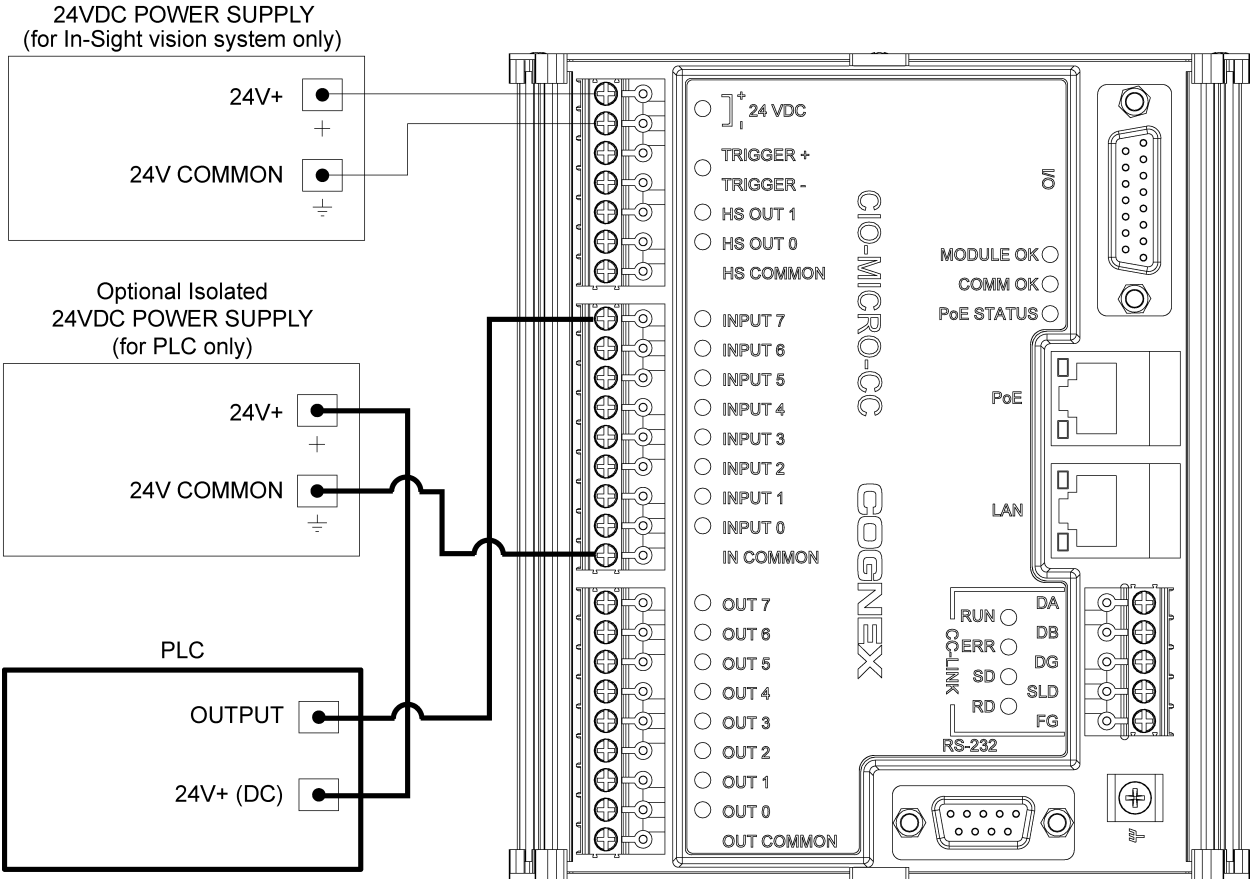 24VDC POWER SUPPLY
(for In-Sight vision system only)
24V+
+
24V COMMON
Optional Isolated
24VDC POWER SUPPLY
(for PLC only)
24V+
+
24V COMMON
PLC
OUTPUT
24V+ (DC)
+
24 VDC
-
TRIGGER +
TRIGGER -
HS OUT 1
HS OUT 0
HS COMMON
INPUT 7
INPUT 6
INPUT 5
INPUT 4
INPUT 3
INPUT 2
INPUT 1
INPUT 0
IN COMMON
OUT 7
OUT 6
OUT 5
OUT 4
OUT 3
OUT 2
OUT 1
OUT 0
OUT COMMON
CIO-MICRO-CC
COGNEX
I/O
MODULE OK
COMM OK
PoE STATUS
PoE
LAN
CC-LINK
RUN
ERR
SD
RD
DA
DB
DG
SLD
FG
RS-232